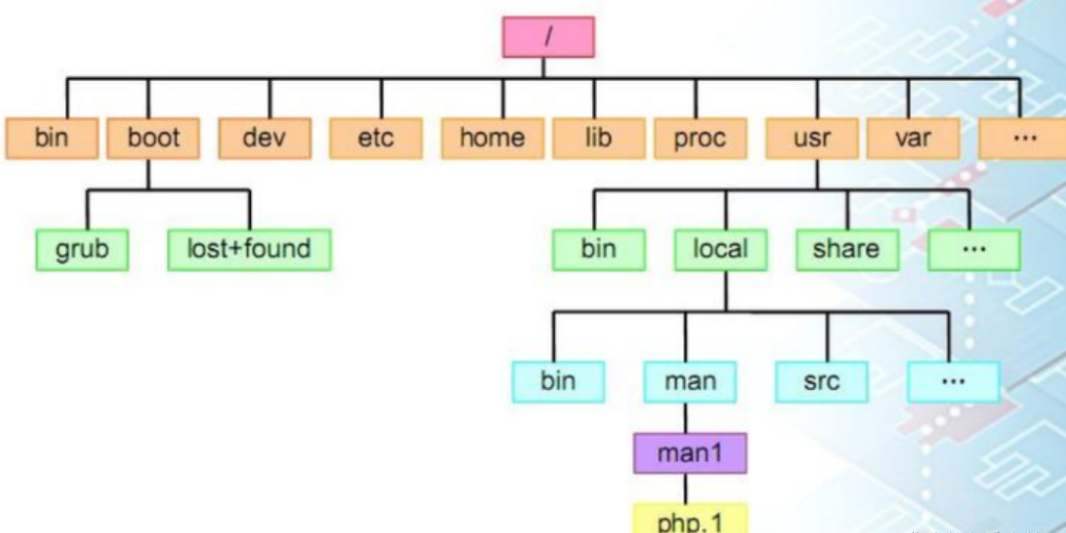 /
bin boot dev etc home lib proc usr var ...
grub lost+found bin local share ...
bin man src ...
man1
php.1